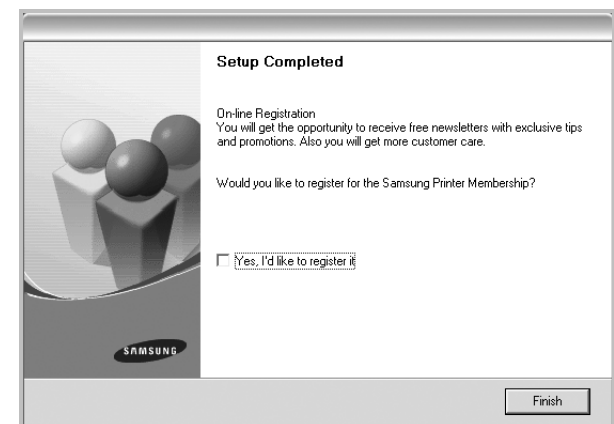 Setup Completed
On-line Registration
You will get the opportunity to receive free newsletters with exclusive tips
and promotions. Also you will get more customer care.
Would you like to register for the Samsung Printer Membership?
Yes, I'd like to register it
SAMSUNG
Finish